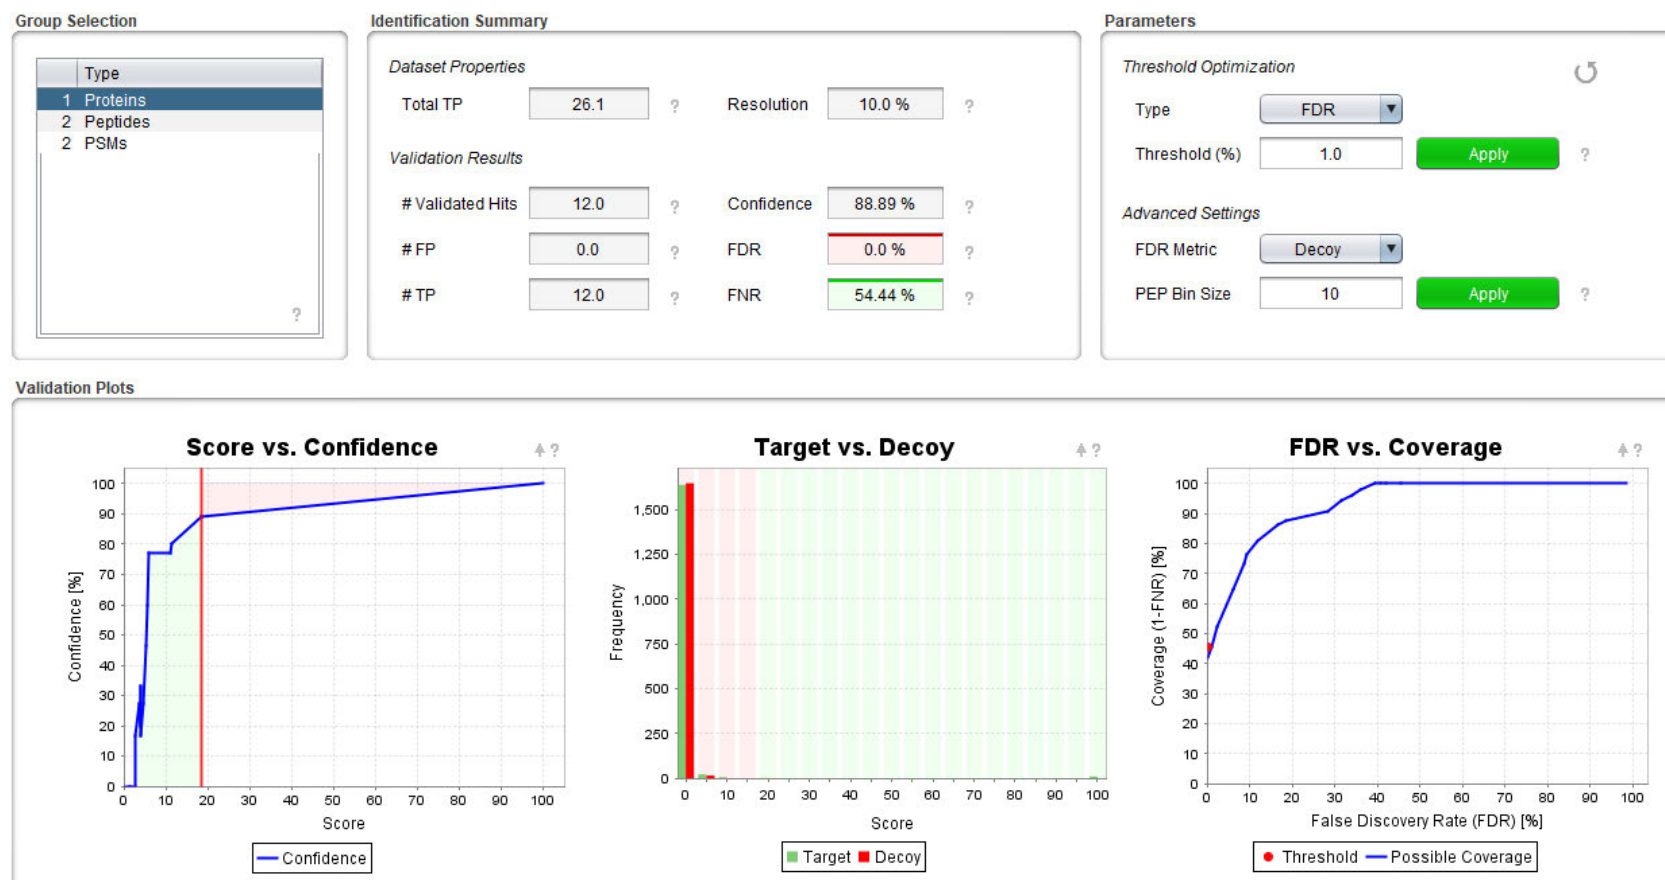 Group Selection
Type
1 Proteins
2 Peptides
2 PSMs
?
Identification Summary
Dataset Properties
Total TP 26.1 ? Resolution 10.0 % ?
Validation Results
# Validated Hits 12.0 ? Confidence 88.89 % ?
# FP 0.0 ? FDR 0.0 % ?
# TP 12.0 ? FNR 54.44 % ?
Parameters
Threshold Optimization
Type FDR
Threshold (%) 1.0 Apply ?
Advanced Settings
FDR Metric Decoy
PEP Bin Size 10 Apply ?
Validation Plots
Score vs. Confidence ?
100
90
80
70
60
50
40
30
20
10
0
Confidence [%]
0 10 20 30 40 50 60 70 80 90 100
Score
Confidence
Target vs. Decoy ?
1,500
1,250
1,000
750
500
250
0
Frequency
0 10 20 30 40 50 60 70 80 90 100
Score
Target Decoy
FDR vs. Coverage ?
100
90
80
70
60
50
40
30
20
10
0
Coverage (1-FNR) [%]
0 10 20 30 40 50 60 70 80 90 100
False Discovery Rate (FDR) [%]
Threshold Possible Coverage